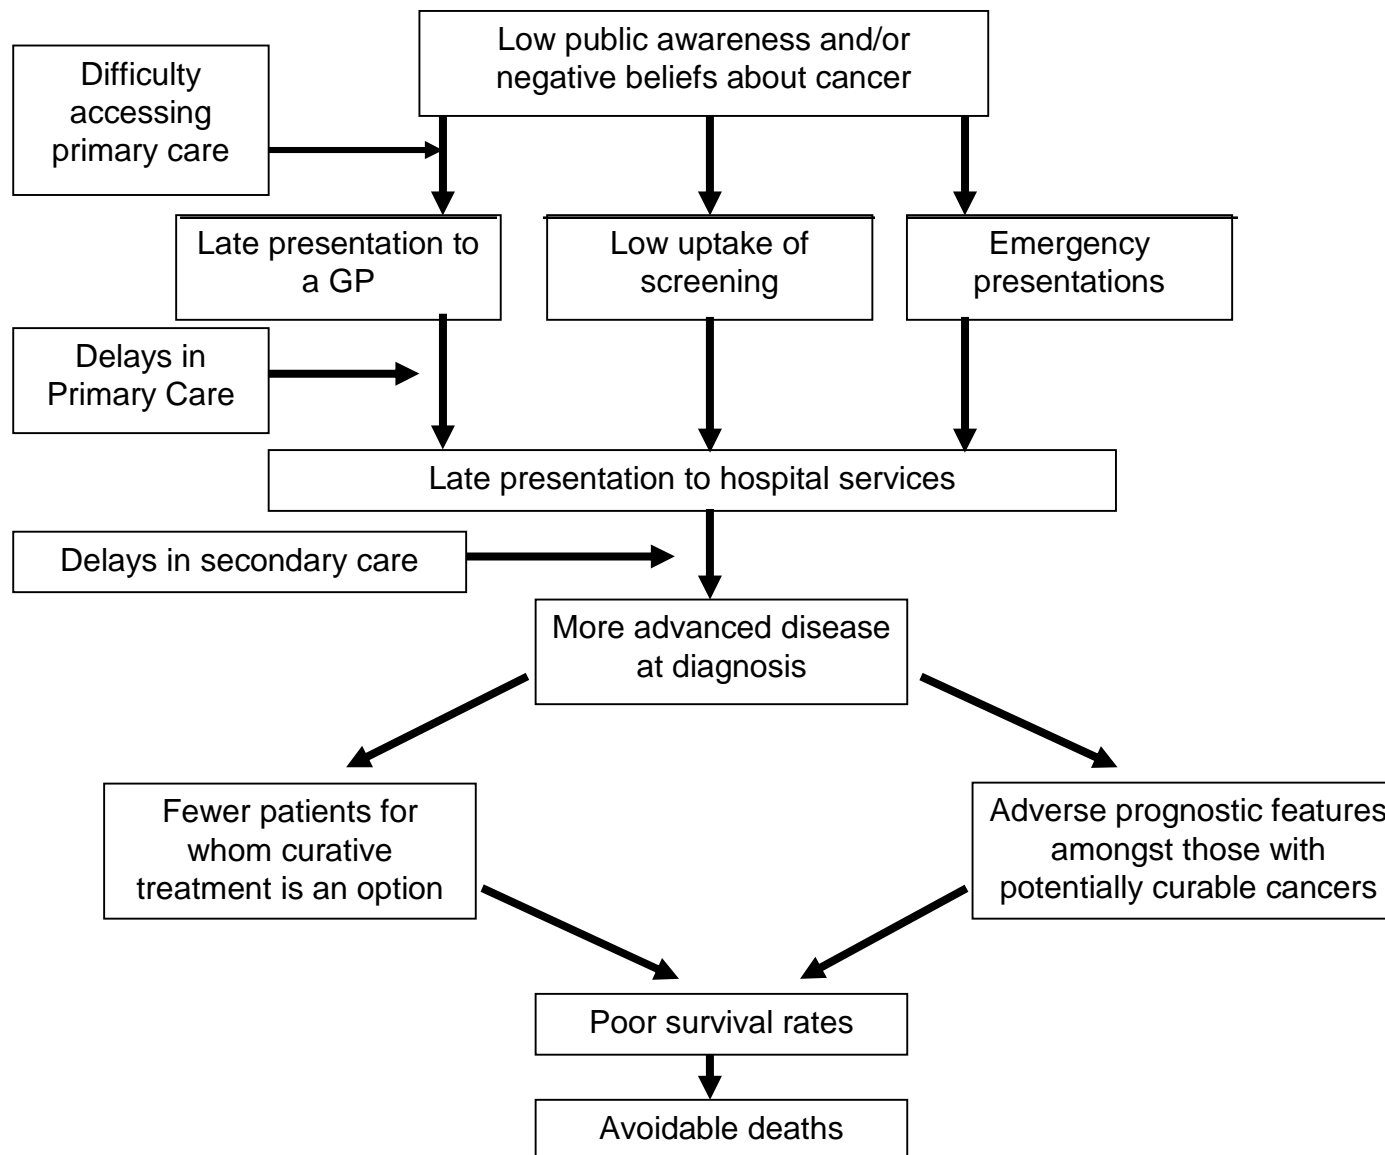 Low public awareness and/or
negative beliefs about cancer
Difficulty
accessing
primary care
Late presentation to
a GP
Low uptake of
screening
Emergency
presentations
Delays in
Primary Care
Late presentation to hospital services
Delays in secondary care
More advanced disease
at diagnosis
Fewer patients for
whom curative
treatment is an option
Adverse prognostic features
amongst those with
potentially curable cancers
Poor survival rates
Avoidable deaths